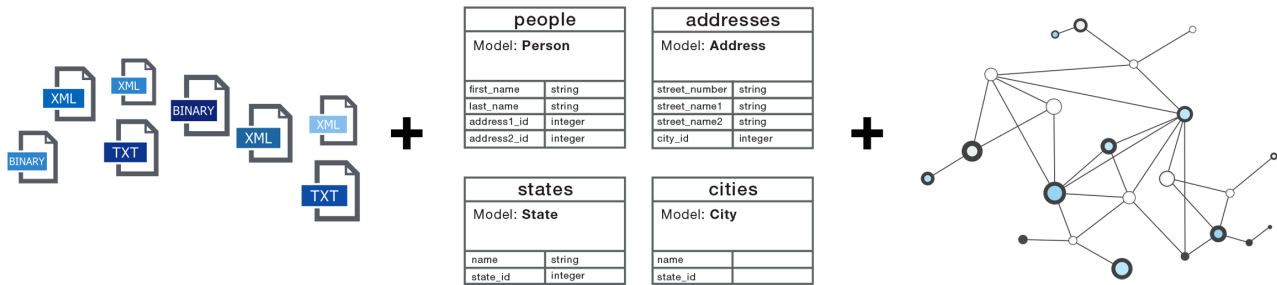 XML
XML
BINARY
XML
XML
BINARY
TXT
TXT
+
people
Model: Person
first_name string
last_name string
address1_id integer
address2_id integer
addresses
Model: Address
street_number string
street_name1 string
street_name2 string
city_id integer
states
Model: State
name string
state_id integer
cities
Model: City
name
state_id
+